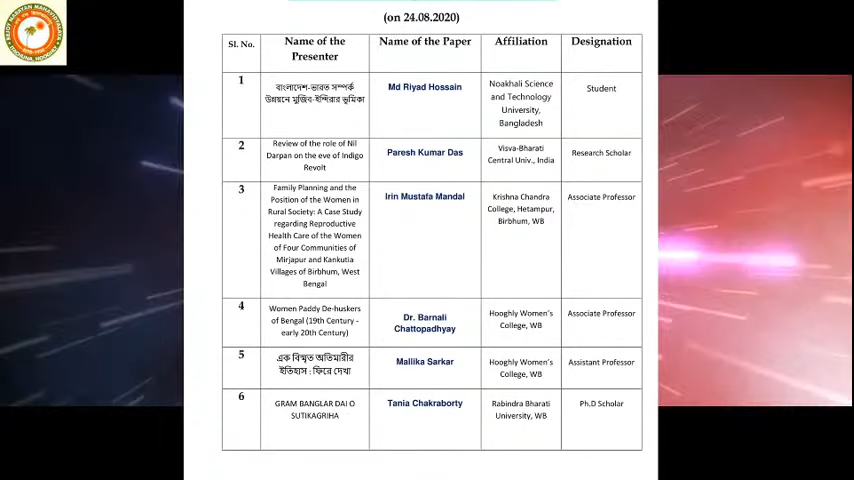 (on 24.08.2020)
Sl. No.
Name of the
Presenter
Name of the Paper
Affiliation
Designation
1
বাংলাদেশ-ভারত সম্পর্ক
উন্নয়নে মুজিব-ইন্দিরার ভূমিকা
Md Riyad Hossain
Noakhali Science
and Technology
University,
Bangladesh
Student
2
Review of the role of Nil
Darpan on the eve of Indigo
Revolt
Paresh Kumar Das
Visva-Bharati
Central Univ., India
Research Scholar
3
Family Planning and the
Position of the Women in
Rural Society: A Case Study
regarding Reproductive
Health Care of the Women
of Four Communities of
Mirjapur and Kankutia
Villages of Birbhum, West
Bengal
Irin Mustafa Mandal
Krishna Chandra
College, Hetampur,
Birbhum, WB
Associate Professor
4
Women Paddy De-huskers
of Bengal (19th Century -
early 20th Century)
Dr. Barnali
Chattopadhyay
Hooghly Women's
College, WB
Associate Professor
5
এক বিস্মৃত অতিমারীর
ইতিহাস : ফিরে দেখা
Mallika Sarkar
Hooghly Women's
College, WB
Assistant Professor
6
GRAM BANGLAR DAI O
SUTIKAGRIHA
Tania Chakraborty
Rabindra Bharati
University, WB
Ph.D Scholar